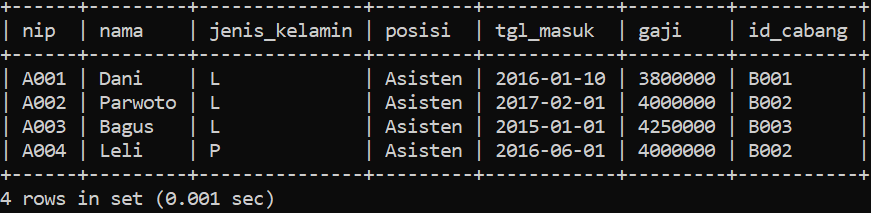 +------+---------+---------------+---------+------------+---------+-----------+
| nip  | nama    | jenis_kelamin | posisi  | tgl_masuk  | gaji    | id_cabang |
+------+---------+---------------+---------+------------+---------+-----------+
| A001 | Dani    | L             | Asisten | 2016-01-10 | 3800000 | B001      |
| A002 | Parwoto | L             | Asisten | 2017-02-01 | 4000000 | B002      |
| A003 | Bagus   | L             | Asisten | 2015-01-01 | 4250000 | B003      |
| A004 | Leli    | P             | Asisten | 2016-06-01 | 4000000 | B002      |
+------+---------+---------------+---------+------------+---------+-----------+
4 rows in set (0.001 sec)